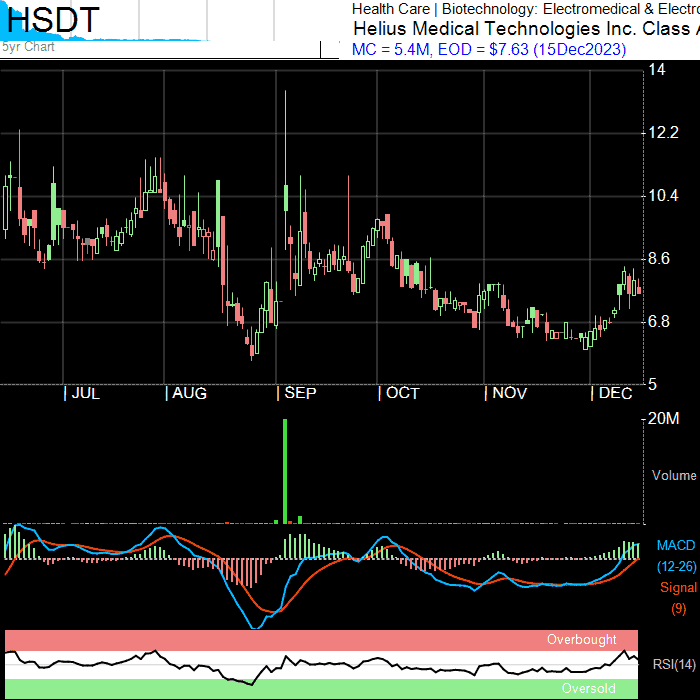 HSDT
5yr Chart
Health Care | Biotechnology: Electromedical & Electro
Helius Medical Technologies Inc. Class A
MC = 5.4M, EOD = $7.63 (15Dec2023)
14
12.2
10.4
8.6
6.8
5
| JUL | AUG | SEP | OCT | NOV | DEC
20M
Volume
MACD
(12-26)
Signal
(9)
Overbought
RSI(14)
Oversold